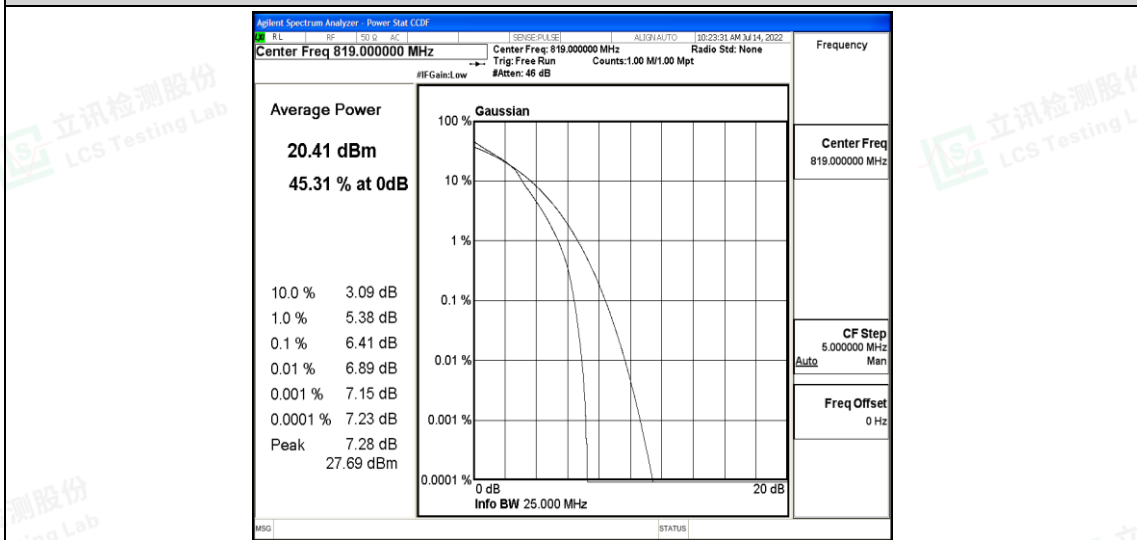 Agilent Spectrum Analyzer - Power Stat CCDF
RL RF 50 Ω AC SENSE:PULSE ALIGN AUTO 10:23:31 AM Jul 14, 2022
Center Freq 819.000000 MHz
Center Freq: 819.000000 MHz Radio Std: None
Trig: Free Run Counts:1.00 M/1.00 Mpt
#IFGain:Low #Atten: 46 dB
Frequency
Average Power
20.41 dBm
45.31 % at 0dB
10.0 % 3.09 dB
1.0 % 5.38 dB
0.1 % 6.41 dB
0.01 % 6.89 dB
0.001 % 7.15 dB
0.0001 % 7.23 dB
Peak 7.28 dB
27.69 dBm
Gaussian
100 %
10 %
1 %
0.1 %
0.01 %
0.001 %
0.0001 %
0 dB 20 dB
Info BW 25.000 MHz
Center Freq
819.000000 MHz
CF Step
5.000000 MHz
Auto Man
Freq Offset
0 Hz
MSG STATUS
立讯检测股份
LCS Testing Lab
立讯检测股份
LCS Testing L
测股份
ng Lab